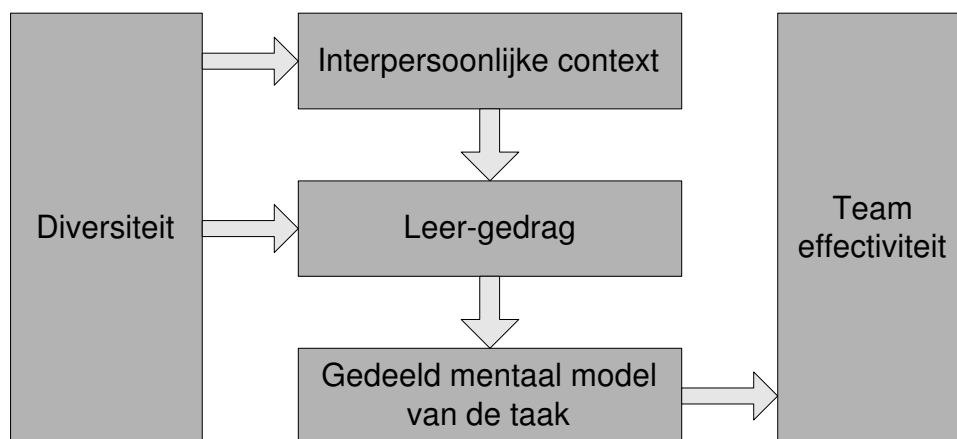 Interpersoonlijke context
Diversiteit
Leer-gedrag
Team
effectiviteit
Gedeeld mentaal model
van de taak